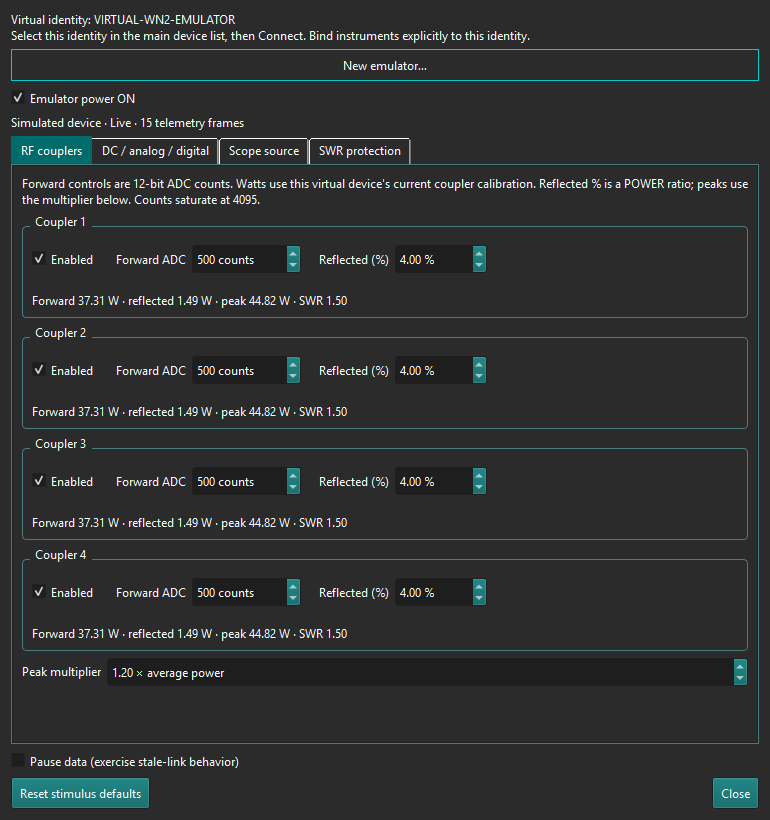 Virtual identity: VIRTUAL-WN2-EMULATOR
Select this identity in the main device list, then Connect. Bind instruments explicitly to this identity.
New emulator...
Emulator power ON
Simulated device · Live · 15 telemetry frames
RF couplers DC / analog / digital Scope source SWR protection
Forward controls are 12-bit ADC counts. Watts use this virtual device's current coupler calibration. Reflected % is a POWER ratio; peaks use
the multiplier below. Counts saturate at 4095.
Coupler 1
Enabled Forward ADC 500 counts Reflected (%) 4.00 %
Forward 37.31 W · reflected 1.49 W · peak 44.82 W · SWR 1.50
Coupler 2
Enabled Forward ADC 500 counts Reflected (%) 4.00 %
Forward 37.31 W · reflected 1.49 W · peak 44.82 W · SWR 1.50
Coupler 3
Enabled Forward ADC 500 counts Reflected (%) 4.00 %
Forward 37.31 W · reflected 1.49 W · peak 44.82 W · SWR 1.50
Coupler 4
Enabled Forward ADC 500 counts Reflected (%) 4.00 %
Forward 37.31 W · reflected 1.49 W · peak 44.82 W · SWR 1.50
Peak multiplier 1.20 × average power
Pause data (exercise stale-link behavior)
Reset stimulus defaults Close